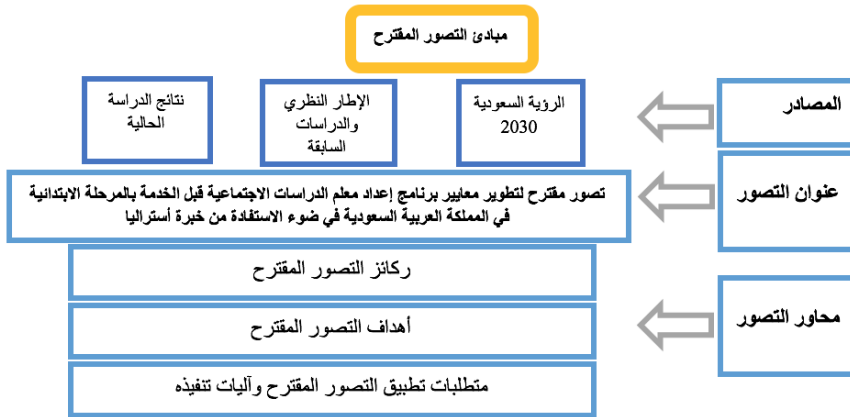 مبادئ التصور المقترح
المصادر
الرؤية السعودية
2030
الإطار النظري
والدراسات
السابقة
نتائج الدراسة
الحالية
عنوان التصور
تصور مقترح لتطوير معايير برنامج إعداد معلم الدراسات الاجتماعية قبل الخدمة بالمرحلة الابتدائية
في المملكة العربية السعودية في ضوء الاستفادة من خبرة أستراليا
محاور التصور
ركائز التصور المقترح
أهداف التصور المقترح
متطلبات تطبيق التصور المقترح وآليات تنفيذه